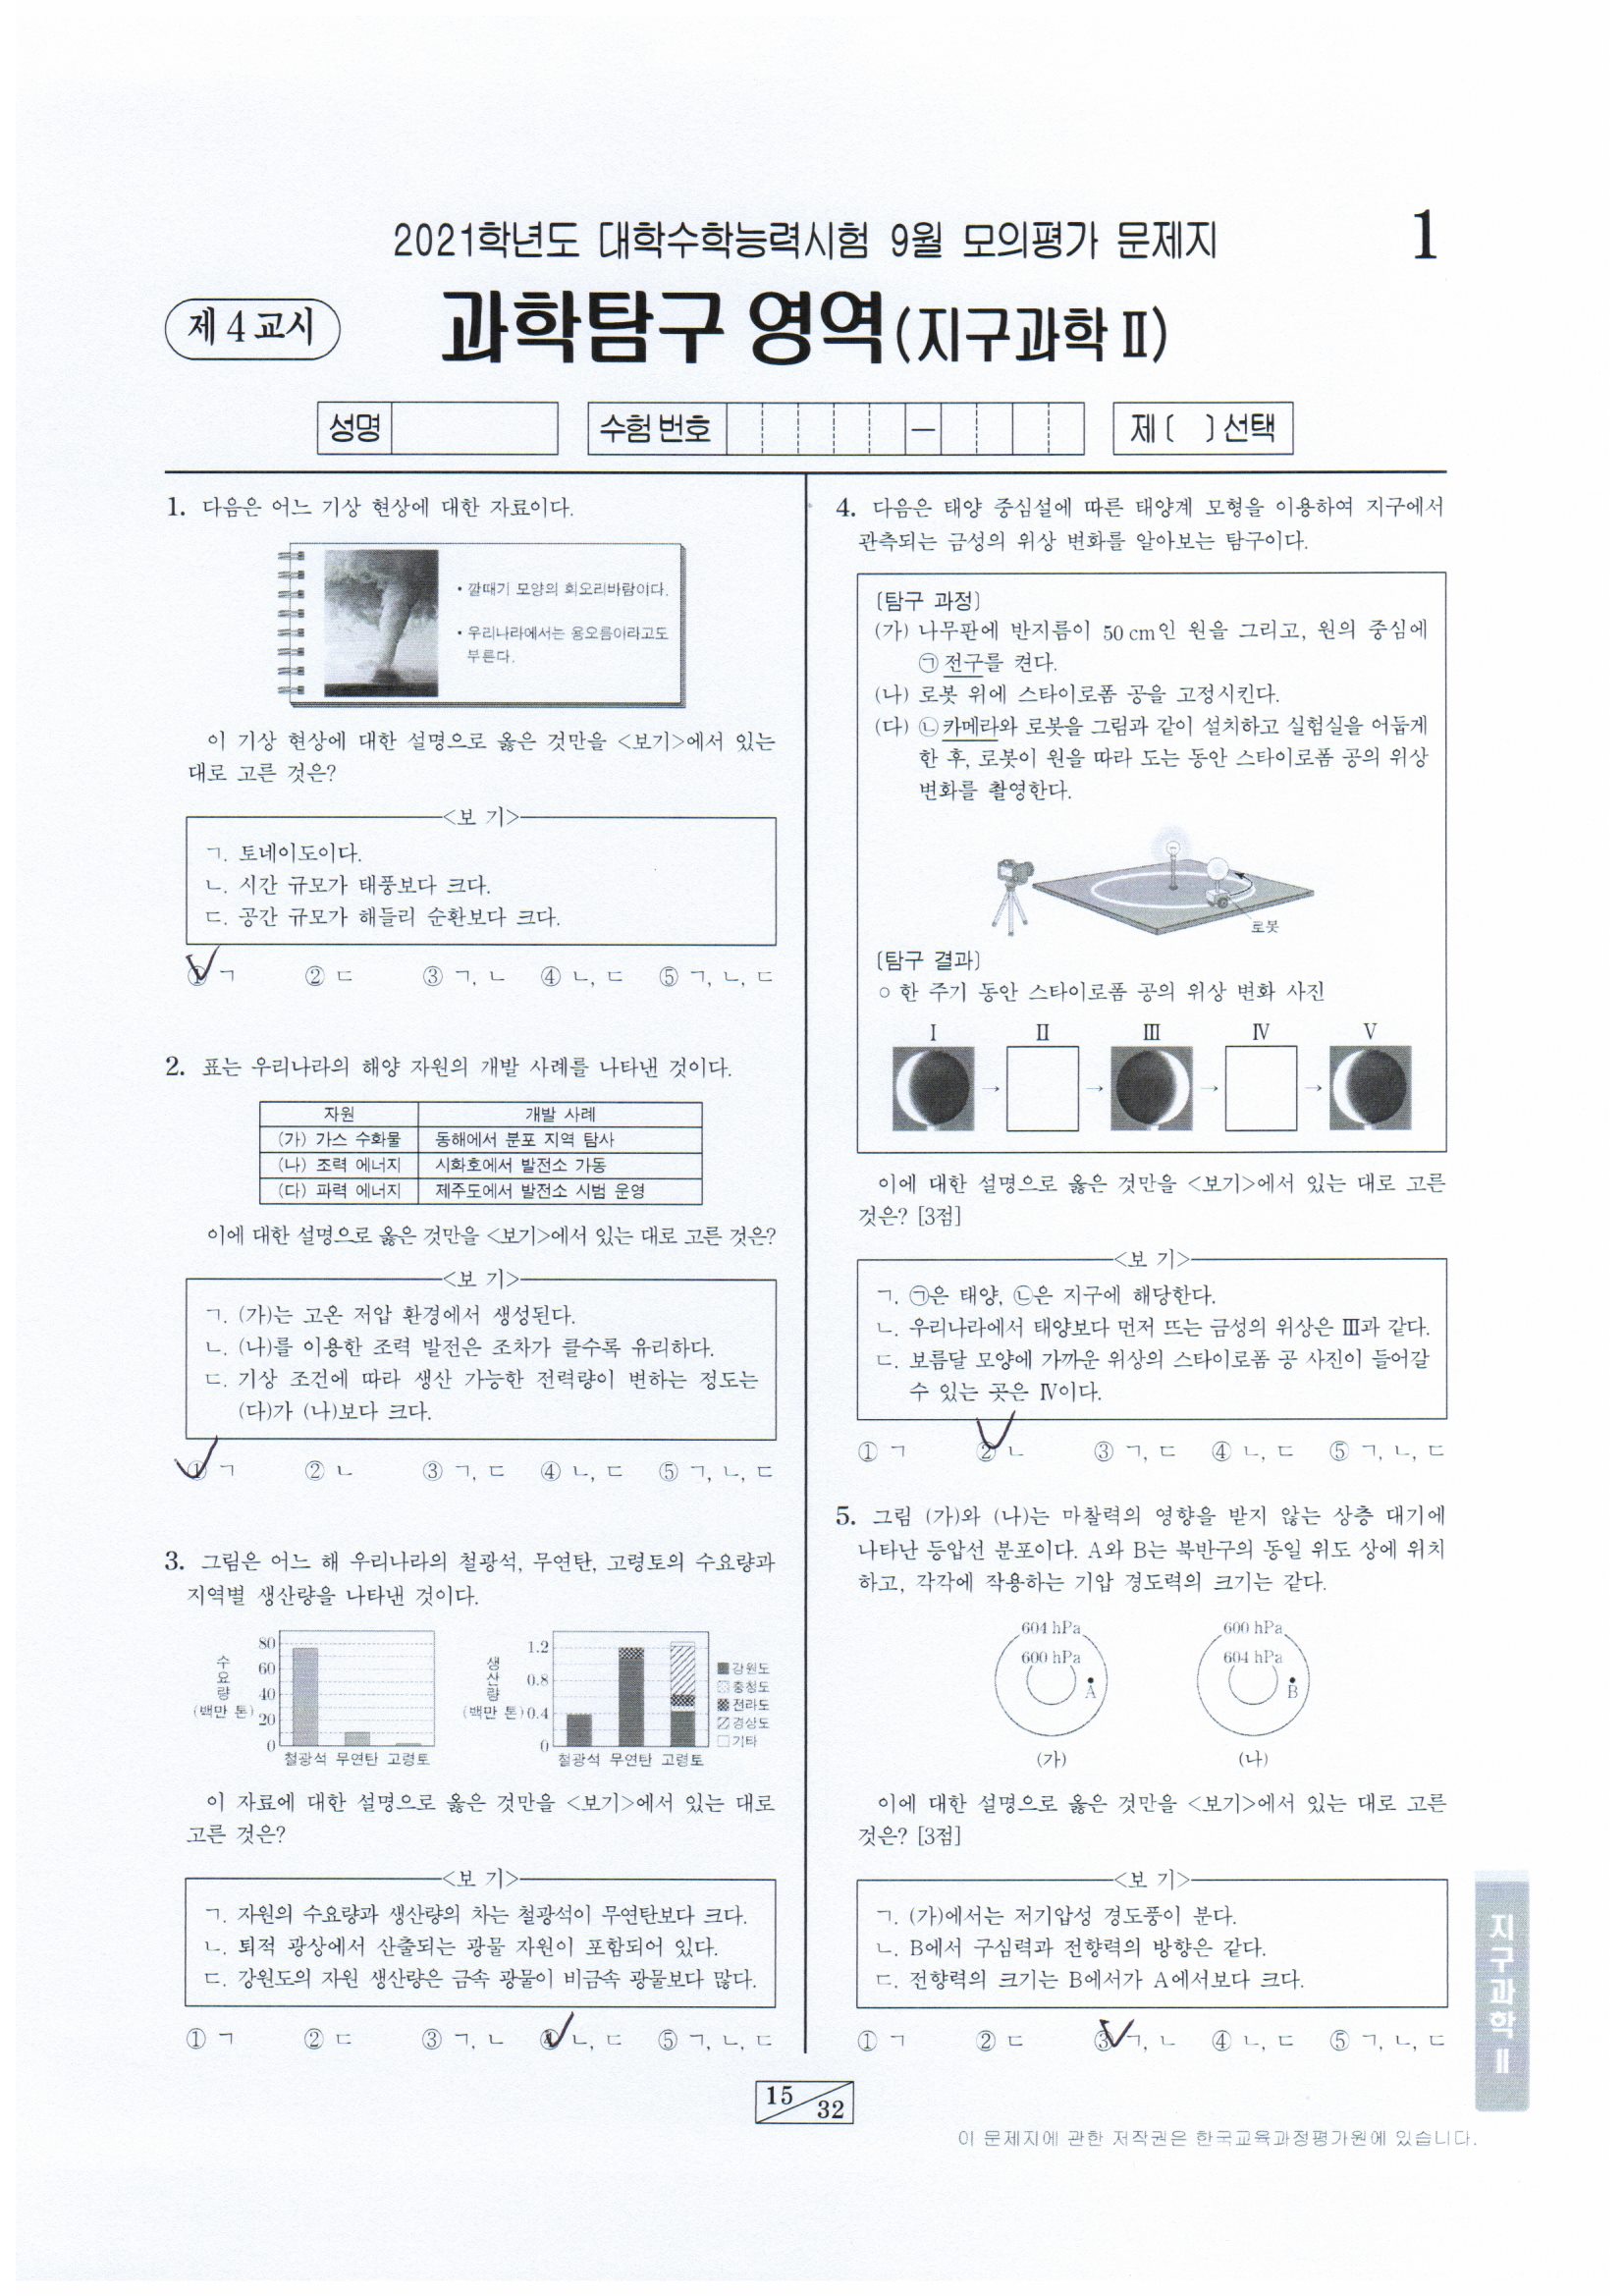 2021학년도 대학수학능력시험 9월 모의평가 문제지
1
제 4 교시
과학탐구 영역(지구과학Ⅱ)
성명
수험 번호
—
제 [ ] 선택
1. 다음은 어느 기상 현상에 대한 자료이다.
• 깔때기 모양의 회오리바람이다.
• 우리나라에서는 용오름이라고도
부른다.
이 기상 현상에 대한 설명으로 옳은 것만을 <보기>에서 있는
대로 고른 것은?
<보 기>
ㄱ. 토네이도이다.
ㄴ. 시간 규모가 태풍보다 크다.
ㄷ. 공간 규모가 해들리 순환보다 크다.
① ㄱ ② ㄷ ③ ㄱ, ㄴ ④ ㄴ, ㄷ ⑤ ㄱ, ㄴ, ㄷ
2. 표는 우리나라의 해양 자원의 개발 사례를 나타낸 것이다.
자원 개발 사례
(가) 가스 수화물 동해에서 분포 지역 탐사
(나) 조력 에너지 시화호에서 발전소 가동
(다) 파력 에너지 제주도에서 발전소 시범 운영
이에 대한 설명으로 옳은 것만을 <보기>에서 있는 대로 고른 것은?
<보 기>
ㄱ. (가)는 고온 저압 환경에서 생성된다.
ㄴ. (나)를 이용한 조력 발전은 조차가 클수록 유리하다.
ㄷ. 기상 조건에 따라 생산 가능한 전력량이 변하는 정도는
(다)가 (나)보다 크다.
① ㄱ ② ㄴ ③ ㄱ, ㄷ ④ ㄴ, ㄷ ⑤ ㄱ, ㄴ, ㄷ
3. 그림은 어느 해 우리나라의 철광석, 무연탄, 고령토의 수요량과
지역별 생산량을 나타낸 것이다.
수요량
(백만 톤)
80
60
40
20
0
철광석 무연탄 고령토
생산량
(백만 톤)
1.2
0.8
0.4
0
철광석 무연탄 고령토
강원도
충청도
전라도
경상도
기타
이 자료에 대한 설명으로 옳은 것만을 <보기>에서 있는 대로
고른 것은?
<보 기>
ㄱ. 자원의 수요량과 생산량의 차는 철광석이 무연탄보다 크다.
ㄴ. 퇴적 광상에서 산출되는 광물 자원이 포함되어 있다.
ㄷ. 강원도의 자원 생산량은 금속 광물이 비금속 광물보다 많다.
① ㄱ ② ㄷ ③ ㄱ, ㄴ ④ ㄴ, ㄷ ⑤ ㄱ, ㄴ, ㄷ
4. 다음은 태양 중심설에 따른 태양계 모형을 이용하여 지구에서
관측되는 금성의 위상 변화를 알아보는 탐구이다.
[탐구 과정]
(가) 나무판에 반지름이 50 cm인 원을 그리고, 원의 중심에
㉠ 전구를 켠다.
(나) 로봇 위에 스타이로폼 공을 고정시킨다.
(다) ㉡ 카메라와 로봇을 그림과 같이 설치하고 실험실을 어둡게
한 후, 로봇이 원을 따라 도는 동안 스타이로폼 공의 위상
변화를 촬영한다.
로봇
[탐구 결과]
○ 한 주기 동안 스타이로폼 공의 위상 변화 사진
Ⅰ Ⅱ Ⅲ Ⅳ Ⅴ
→ → → →
이에 대한 설명으로 옳은 것만을 <보기>에서 있는 대로 고른
것은? [3점]
<보 기>
ㄱ. ㉠은 태양, ㉡은 지구에 해당한다.
ㄴ. 우리나라에서 태양보다 먼저 뜨는 금성의 위상은 Ⅲ과 같다.
ㄷ. 보름달 모양에 가까운 위상의 스타이로폼 공 사진이 들어갈
수 있는 곳은 Ⅳ이다.
① ㄱ ② ㄴ ③ ㄱ, ㄷ ④ ㄴ, ㄷ ⑤ ㄱ, ㄴ, ㄷ
5. 그림 (가)와 (나)는 마찰력의 영향을 받지 않는 상층 대기에
나타난 등압선 분포이다. A와 B는 북반구의 동일 위도 상에 위치
하고, 각각에 작용하는 기압 경도력의 크기는 같다.
604 hPa
600 hPa
A
(가)
600 hPa
604 hPa
B
(나)
이에 대한 설명으로 옳은 것만을 <보기>에서 있는 대로 고른
것은? [3점]
<보 기>
ㄱ. (가)에서는 저기압성 경도풍이 분다.
ㄴ. B에서 구심력과 전향력의 방향은 같다.
ㄷ. 전향력의 크기는 B에서가 A에서보다 크다.
① ㄱ ② ㄷ ③ ㄱ, ㄴ ④ ㄴ, ㄷ ⑤ ㄱ, ㄴ, ㄷ
지구과학Ⅱ
15
32
이 문제지에 관한 저작권은 한국교육과정평가원에 있습니다.